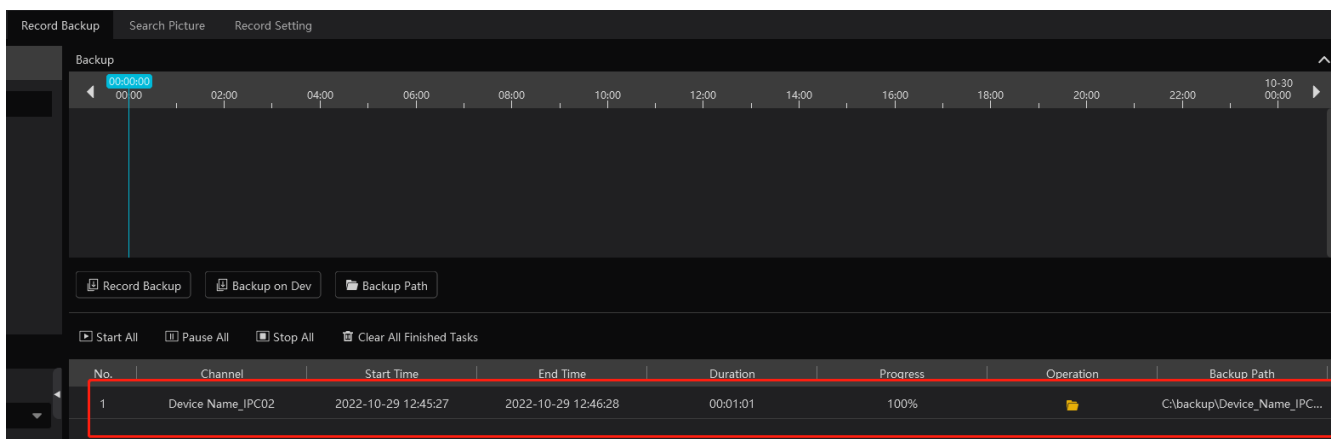 Record Backup Search Picture Record Setting
Backup
00:00:00
10-30
00:00 02:00 04:00 06:00 08:00 10:00 12:00 14:00 16:00 18:00 20:00 22:00 00:00
Record Backup Backup on Dev Backup Path
Start All Pause All Stop All Clear All Finished Tasks
No. Channel Start Time End Time Duration Progress Operation Backup Path
1 Device Name_IPC02 2022-10-29 12:45:27 2022-10-29 12:46:28 00:01:01 100% C:\backup\Device_Name_IPC...